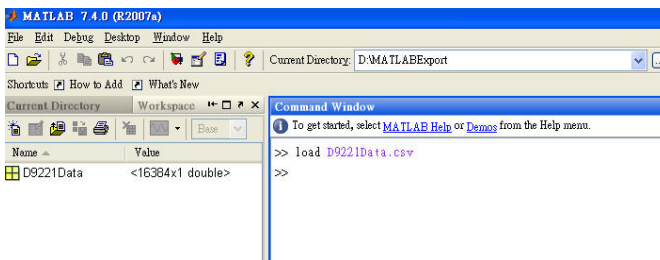 MATLAB 7.4.0 (R2007a)
File Edit Debug Desktop Window Help
Current Directory: D:\MATLABExport
Shortcuts How to Add What's New
Current Directory Workspace
Base
Name Value
D9221Data <16384x1 double>
Command Window
To get started, select MATLAB Help or Demos from the Help menu.
>> load D9221Data.csv
>>